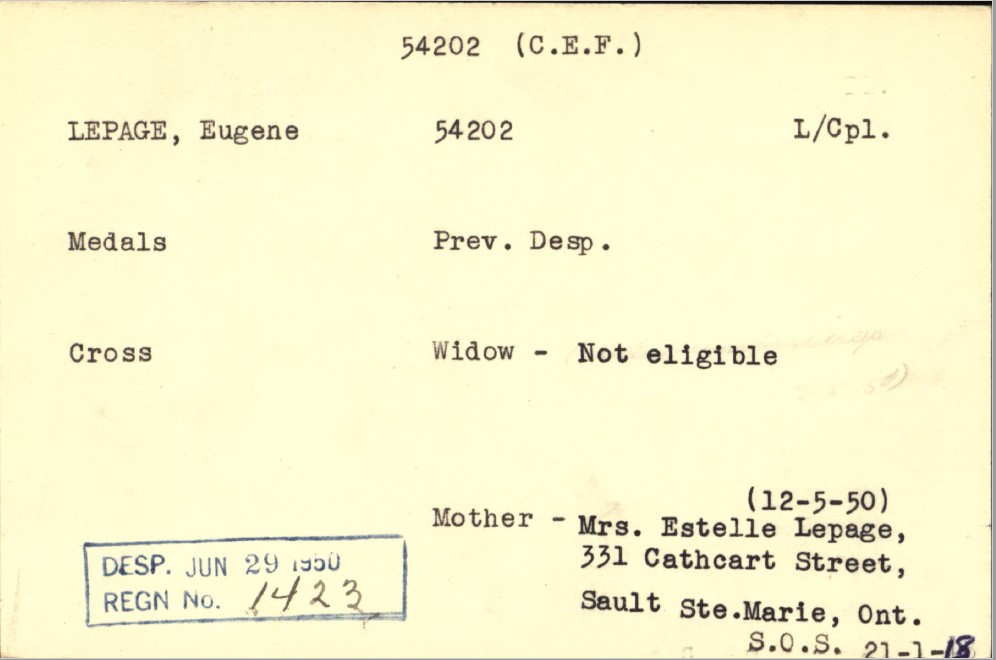 54202 (C.E.F.)
LEPAGE, Eugene 54202 L/Cpl.
Medals Prev. Desp.
Cross Widow - Not eligible
(12-5-50)
Mother - Mrs. Estelle Lepage,
331 Cathcart Street,
Sault Ste.Marie, Ont.
S.O.S. 21-1-18
DESP. JUN 29 1950
REGN No. 1423